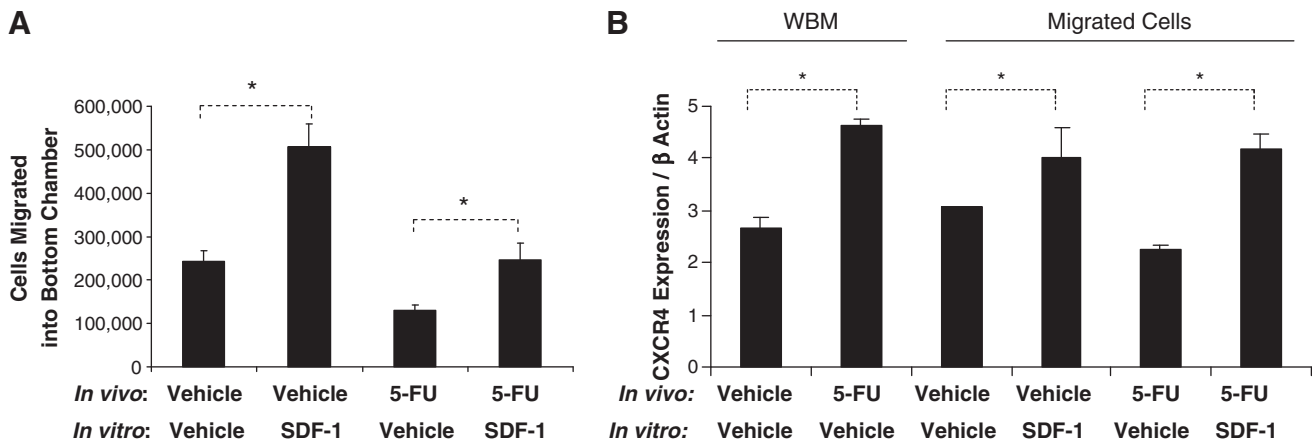 A
Cells Migrated
into Bottom Chamber
600,000
500,000
400,000
300,000
200,000
100,000
0
*
*
In vivo: Vehicle Vehicle 5-FU 5-FU
In vitro: Vehicle SDF-1 Vehicle SDF-1
B
WBM Migrated Cells
CXCR4 Expression / β Actin
5
4
3
2
1
0
* * *
In vivo: Vehicle 5-FU Vehicle Vehicle 5-FU 5-FU
In vitro: Vehicle Vehicle Vehicle SDF-1 Vehicle SDF-1